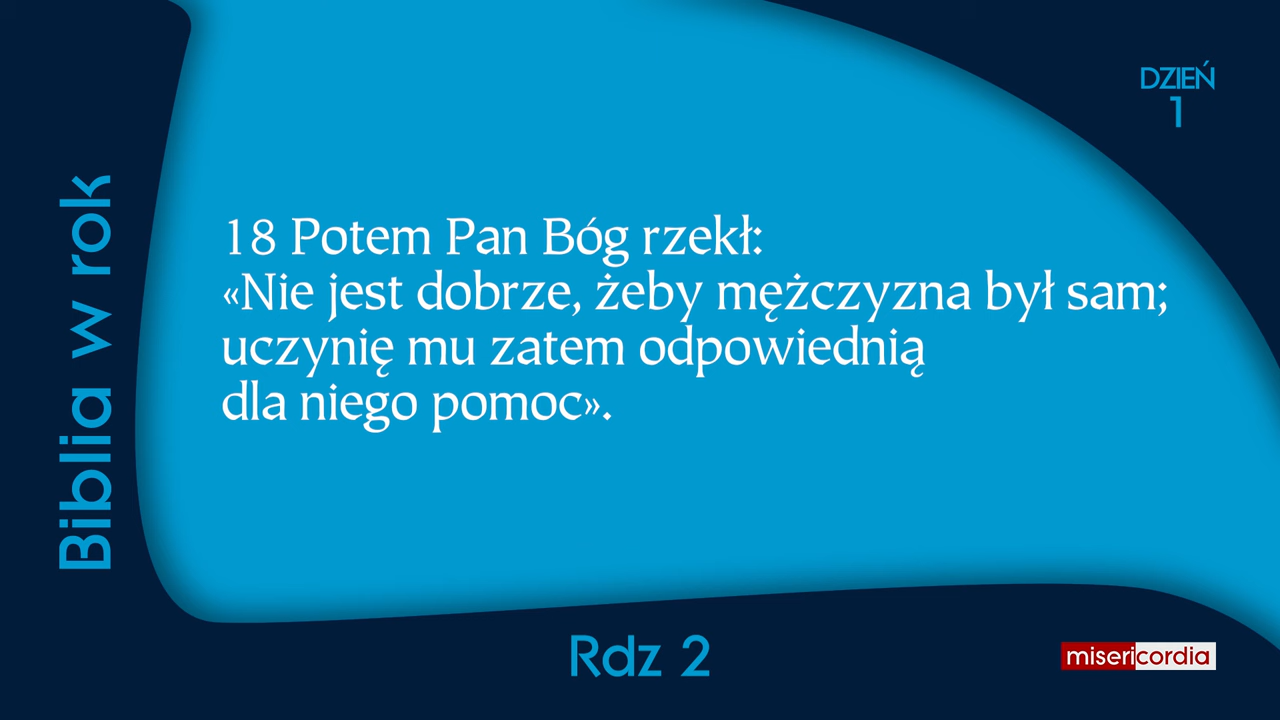 DZIEŃ
1
Biblia w rok
18 Potem Pan Bóg rzekł:
«Nie jest dobrze, żeby mężczyzna był sam;
uczynię mu zatem odpowiednią
dla niego pomoc».
Rdz 2
misericordia